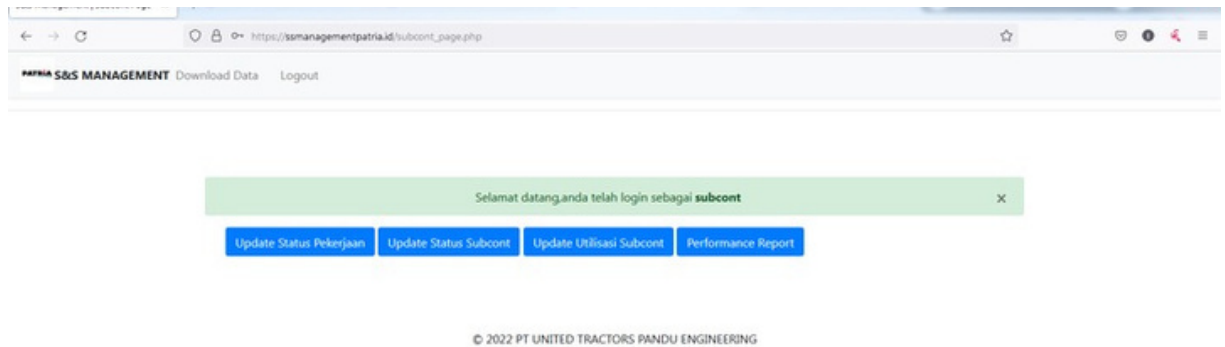 https://ssmanagementpatria.id/subcont_page.php
PATRIA S&S MANAGEMENT Download Data Logout
Selamat datang,anda telah login sebagai subcont ×
Update Status Pekerjaan Update Status Subcont Update Utilisasi Subcont Performance Report
© 2022 PT UNITED TRACTORS PANDU ENGINEERING